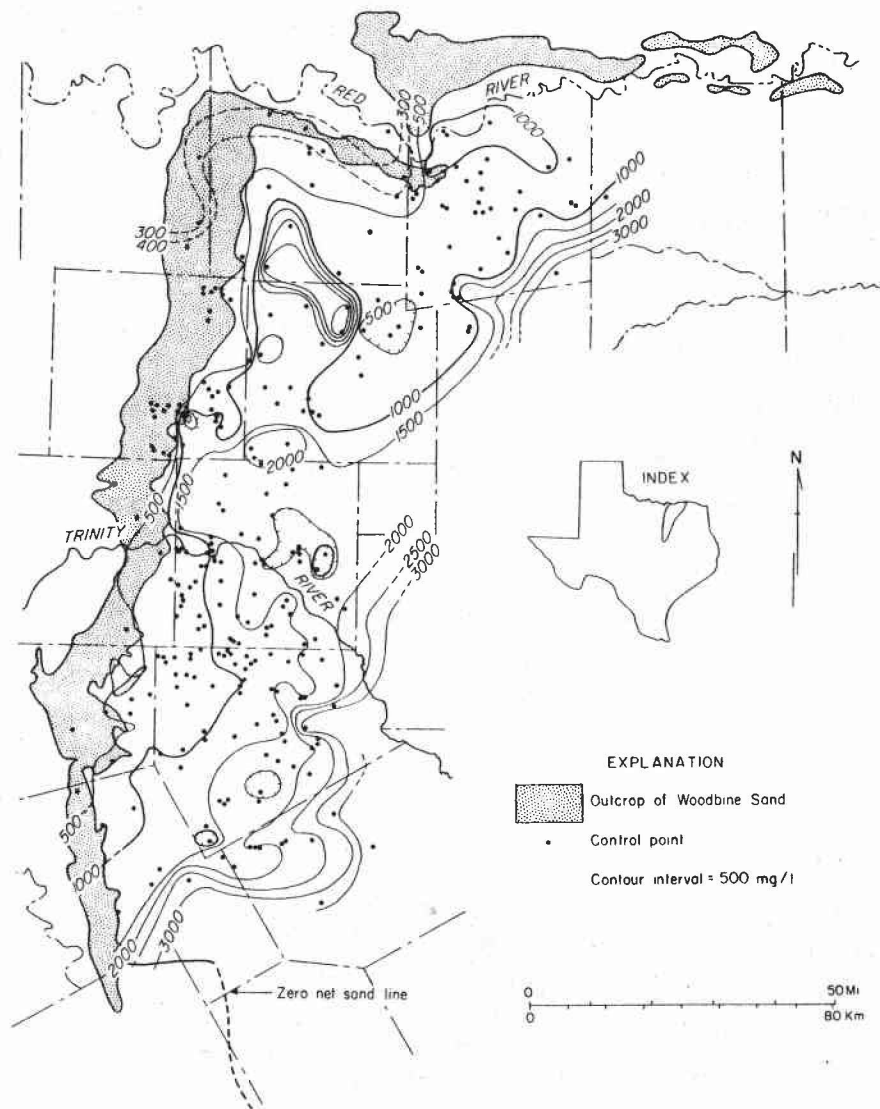 RED
RIVER
300
500
1000
1000
2000
3000
300
400
500
1000
1500
2000
500
1500
TRINITY
RIVER
2000
2500
3000
INDEX
N
500
1000
2000
3000
Zero net sand line
EXPLANATION
Outcrop of Woodbine Sand
Control point
Contour interval = 500 mg/l
0 50 Mi
0 80 Km